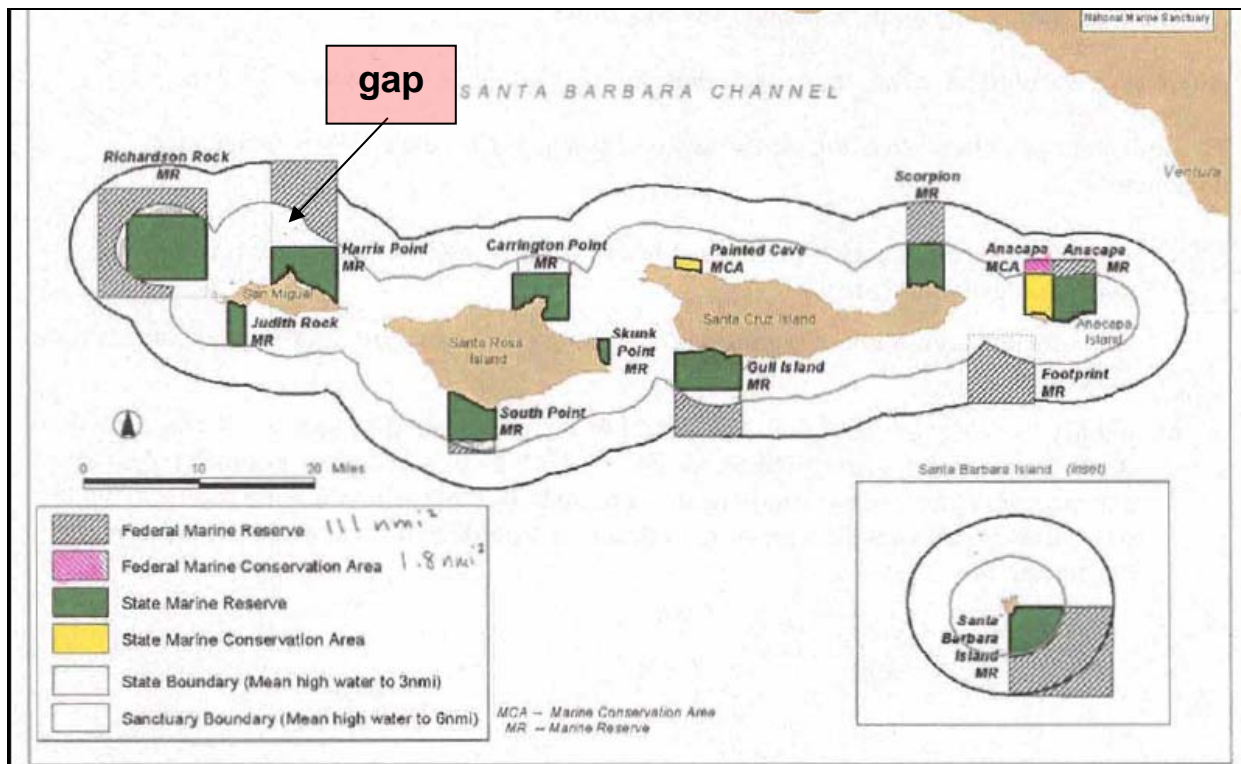 National Marine Sanctuary
gap
SANTA BARBARA CHANNEL
Ventura
Richardson Rock
MR
Harris Point
MR
Carrington Point
MR
Painted Cave
MCA
Scorpion
MR
Anacapa
MCA
Anacapa
MR
San Miguel
Judith Rock
MR
Santa Rosa
Island
Skunk
Point
MR
Santa Cruz Island
Gull Island
MR
Anacapa
Island
Footprint
MR
South Point
MR
0 10 20 Miles
Federal Marine Reserve 111 nmi²
Federal Marine Conservation Area 1.8 nmi²
State Marine Reserve
State Marine Conservation Area
State Boundary (Mean high water to 3nmi)
Sanctuary Boundary (Mean high water to 6nmi)
MCA -- Marine Conservation Area
MR -- Marine Reserve
Santa Barbara Island (inset)
Santa
Barbara
Island
MR